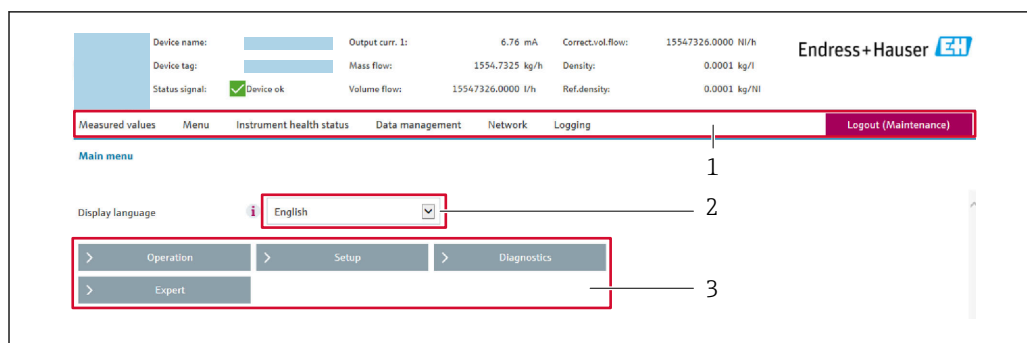 Device name: Output curr. 1: 6.76 mA Correct.vol.flow: 15547326.0000 Nl/h
Endress+Hauser EH
Device tag: Mass flow: 1554.7325 kg/h Density: 0.0001 kg/l
Status signal: Device ok Volume flow: 15547326.0000 l/h Ref.density: 0.0001 kg/Nl
Measured values Menu Instrument health status Data management Network Logging Logout (Maintenance)
1
Main menu
Display language i English 2
> Operation > Setup > Diagnostics
> Expert 3